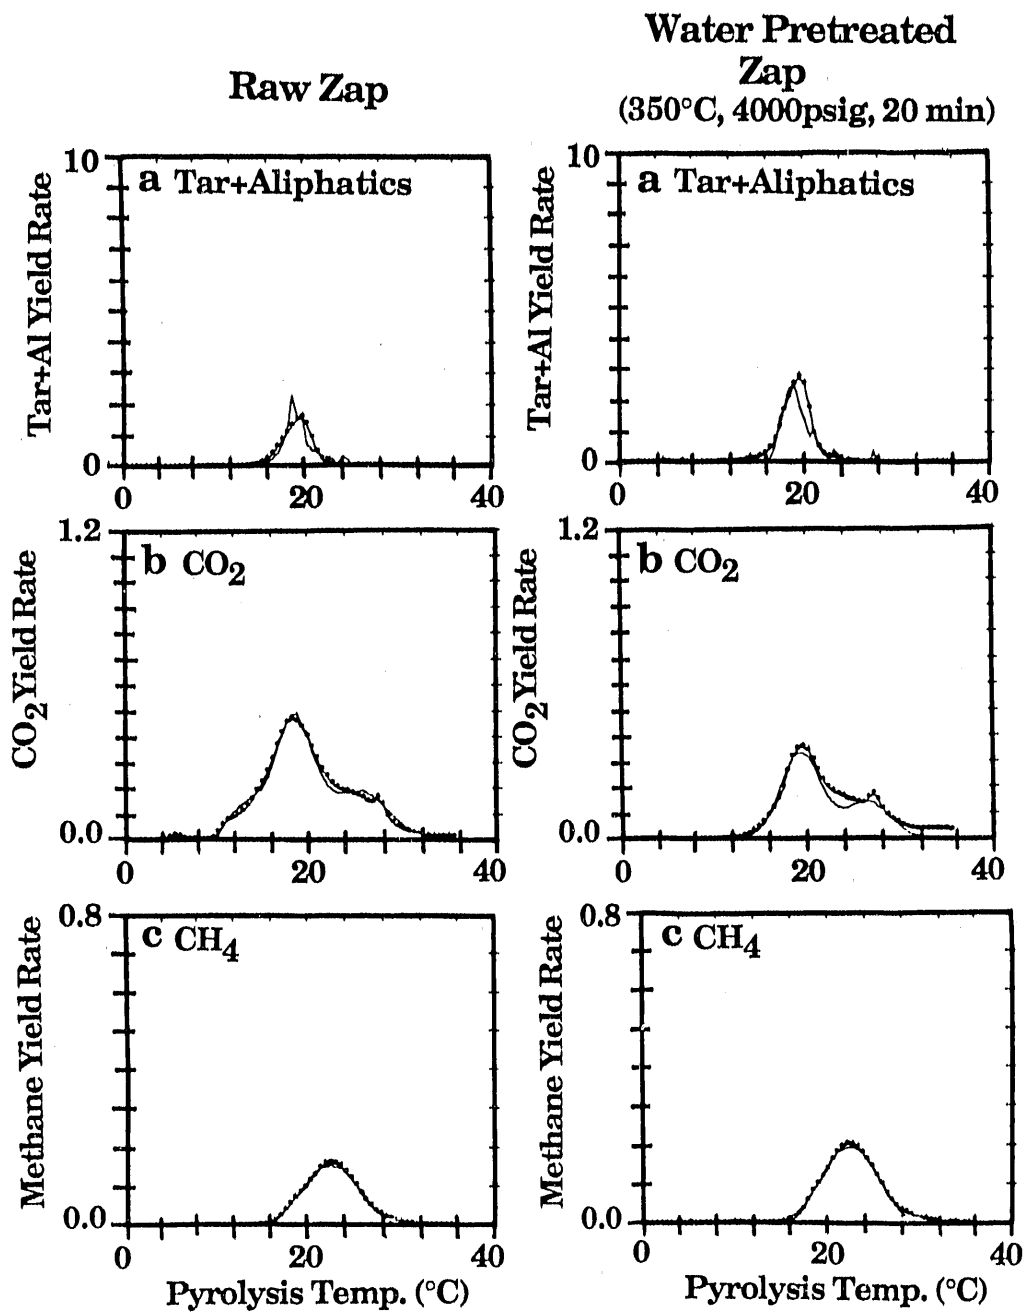 Raw Zap
Water Pretreated
Zap
(350°C, 4000psig, 20 min)
10
a Tar+Aliphatics
Tar+Al Yield Rate
0
0 20 40
10
a Tar+Aliphatics
Tar+Al Yield Rate
0
0 20 40
1.2
b CO2
CO2 Yield Rate
0.0
0 20 40
1.2
b CO2
CO2 Yield Rate
0.0
0 20 40
0.8
c CH4
Methane Yield Rate
0.0
0 20 40
Pyrolysis Temp. (°C)
0.8
c CH4
Methane Yield Rate
0.0
0 20 40
Pyrolysis Temp. (°C)